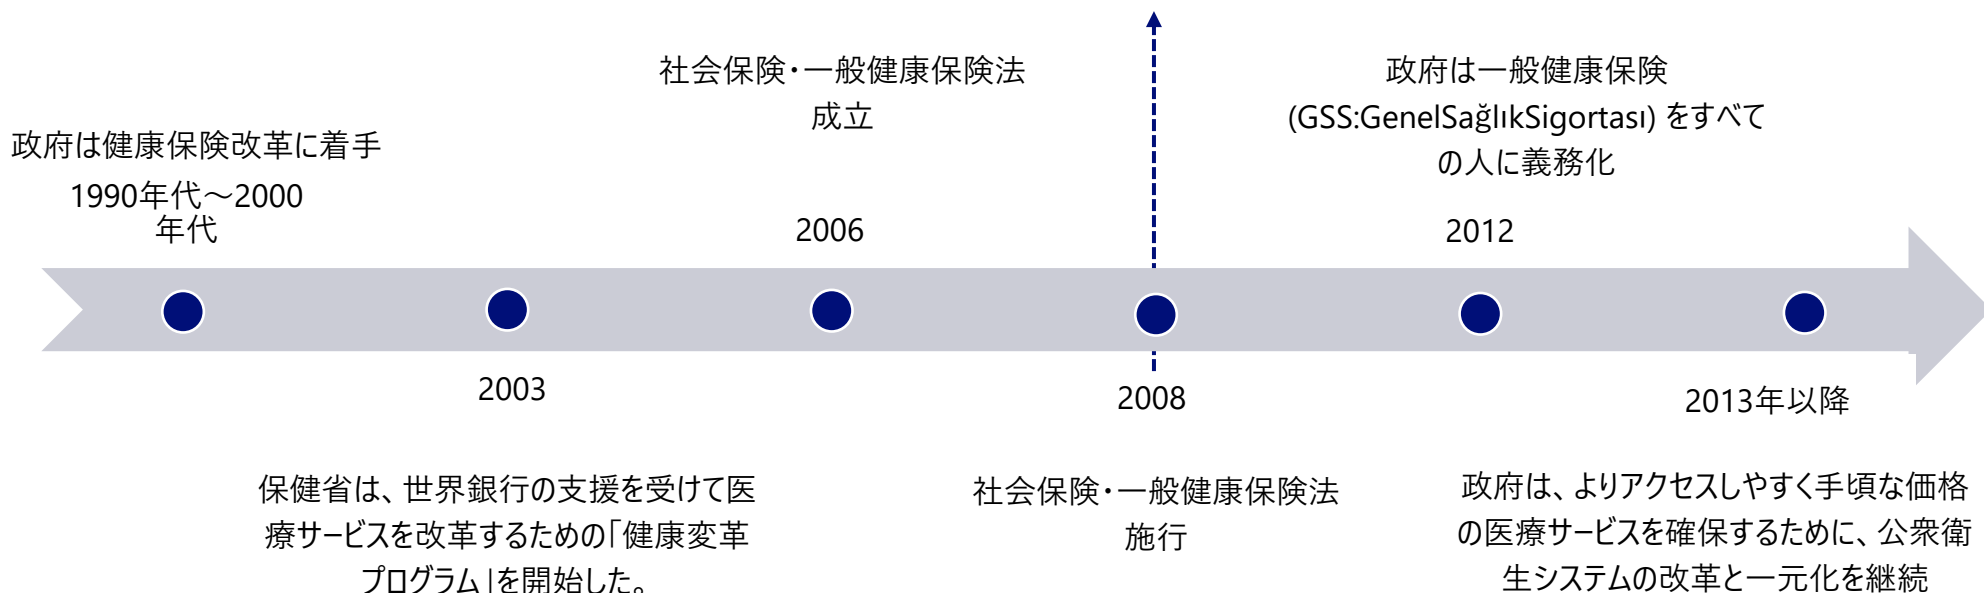 政府は健康保険改革に着手
1990年代～2000
年代
2003
保健省は、世界銀行の支援を受けて医
療サービスを改革するための「健康変革
プログラム」を開始した。
社会保険・一般健康保険法
成立
2006
2008
社会保険・一般健康保険法
施行
政府は一般健康保険
(GSS:GenelSağlıkSigortası) をすべて
の人に義務化
2012
2013年以降
政府は、よりアクセスしやすく手頃な価格
の医療サービスを確保するために、公衆衛
生システムの改革と一元化を継続